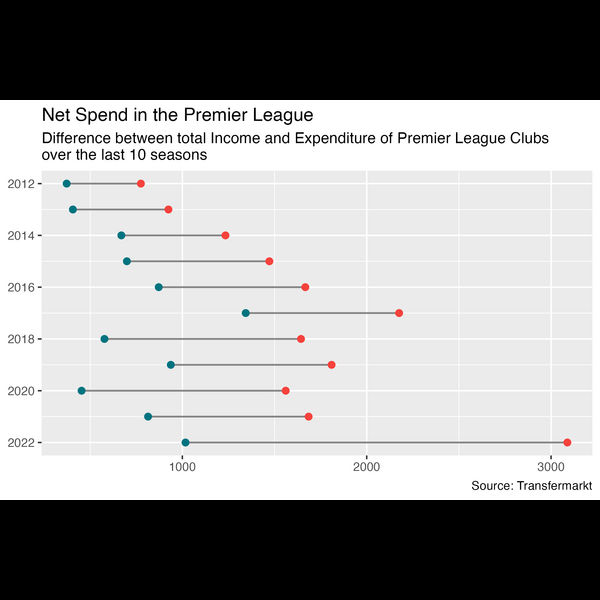 Net Spend in the Premier League
Difference between total Income and Expenditure of Premier League Clubs
over the last 10 seasons
2012
2014
2016
2018
2020
2022
1000 2000 3000
Source: Transfermarkt